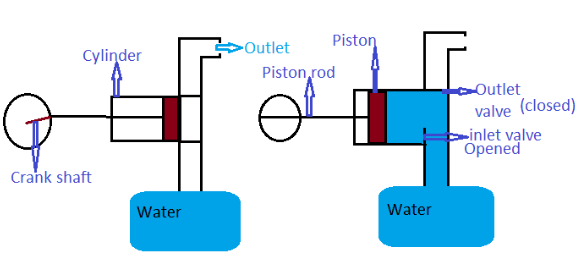 Cylinder
Outlet
Crank shaft
Water
Piston
Piston rod
Outlet
valve (closed)
inlet valve
Opened
Water